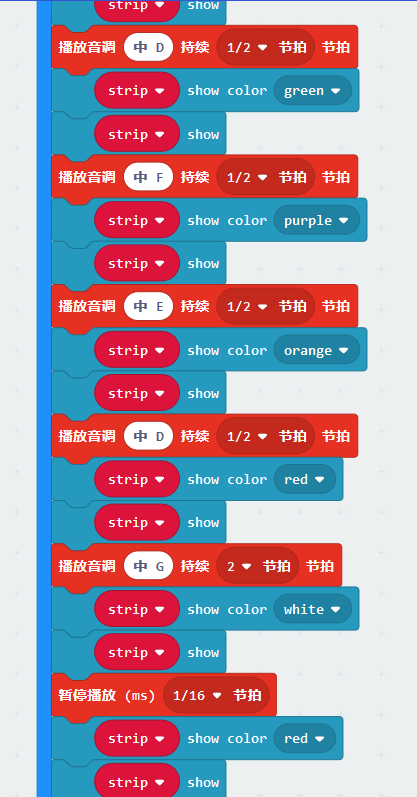 strip show
播放音调 中 D 持续 1/2 节拍 节拍
strip show color green
strip show
播放音调 中 F 持续 1/2 节拍 节拍
strip show color purple
strip show
播放音调 中 E 持续 1/2 节拍 节拍
strip show color orange
strip show
播放音调 中 D 持续 1/2 节拍 节拍
strip show color red
strip show
播放音调 中 G 持续 2 节拍 节拍
strip show color white
strip show
暂停播放 (ms) 1/16 节拍
strip show color red
strip show